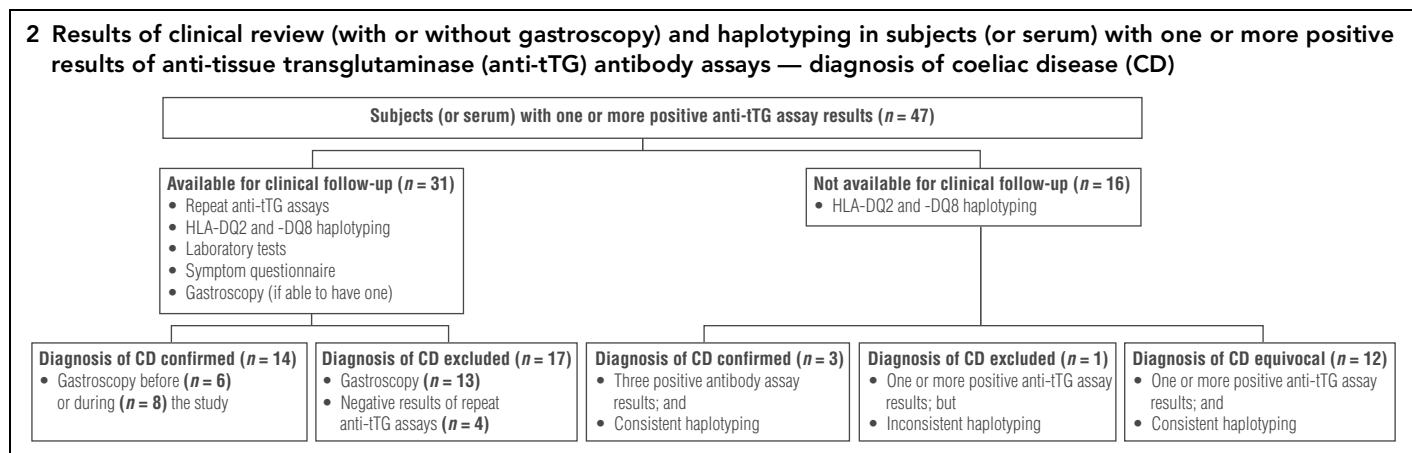 2 Results of clinical review (with or without gastroscopy) and haplotyping in subjects (or serum) with one or more positive
results of anti-tissue transglutaminase (anti-tTG) antibody assays — diagnosis of coeliac disease (CD)
Subjects (or serum) with one or more positive anti-tTG assay results (n = 47)
Available for clinical follow-up (n = 31)
• Repeat anti-tTG assays
• HLA-DQ2 and -DQ8 haplotyping
• Laboratory tests
• Symptom questionnaire
• Gastroscopy (if able to have one)
Not available for clinical follow-up (n = 16)
• HLA-DQ2 and -DQ8 haplotyping
Diagnosis of CD confirmed (n = 14)
• Gastroscopy before (n = 6)
or during (n = 8) the study
Diagnosis of CD excluded (n = 17)
• Gastroscopy (n = 13)
• Negative results of repeat
anti-tTG assays (n = 4)
Diagnosis of CD confirmed (n = 3)
• Three positive antibody assay
results; and
• Consistent haplotyping
Diagnosis of CD excluded (n = 1)
• One or more positive anti-tTG assay
results; but
• Inconsistent haplotyping
Diagnosis of CD equivocal (n = 12)
• One or more positive anti-tTG assay
results; and
• Consistent haplotyping